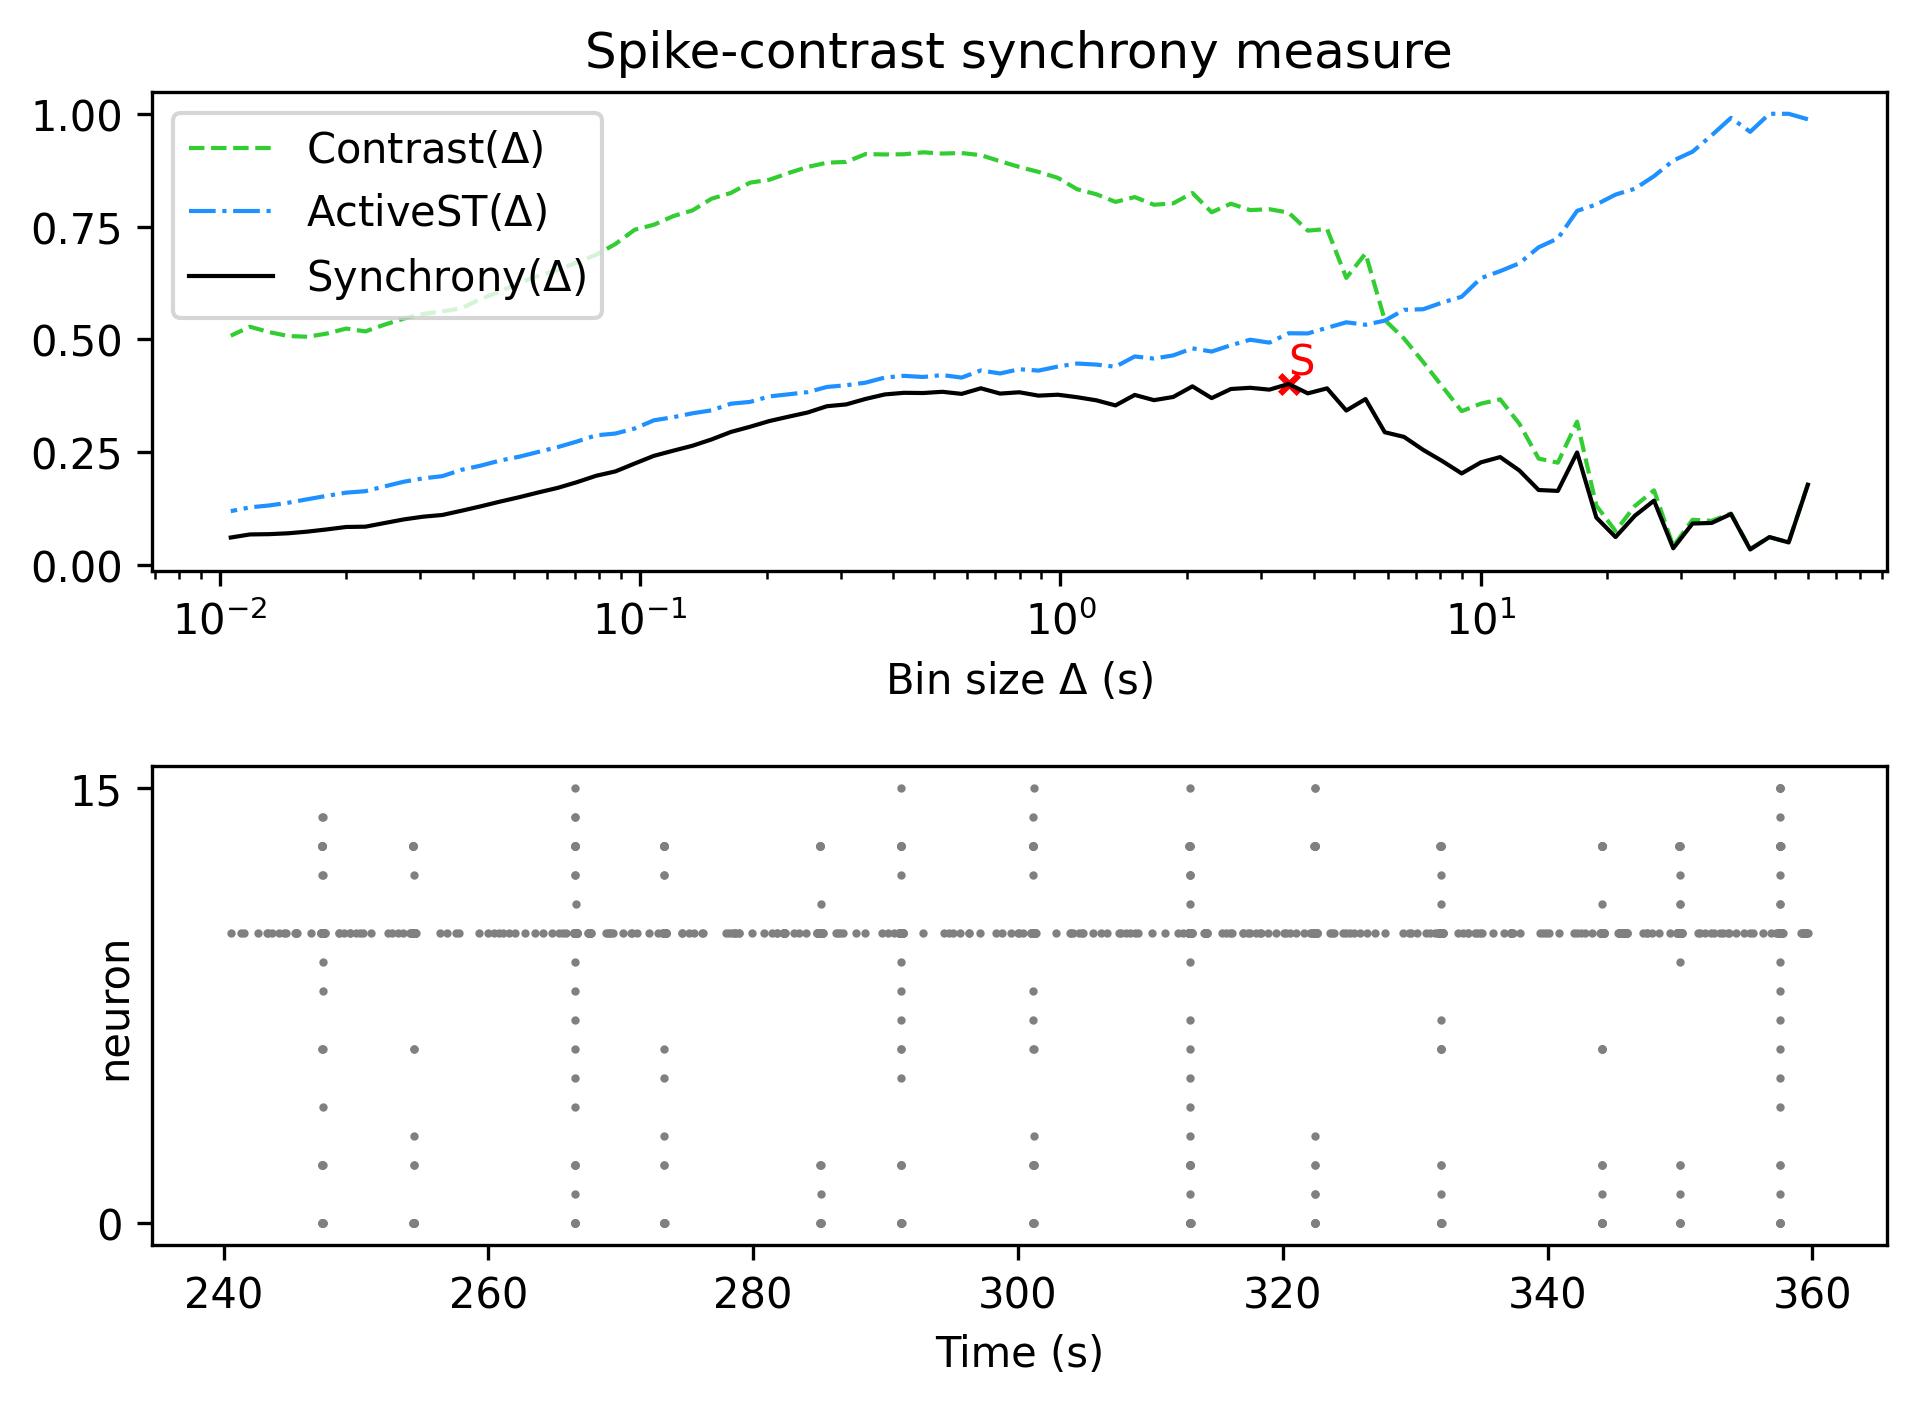 Spike-contrast synchrony measure
1.00
0.75
0.50
0.25
0.00
Contrast(Δ)
ActiveST(Δ)
Synchrony(Δ)
S
10⁻² 10⁻¹ 10⁰ 10¹
Bin size Δ (s)
15
0
neuron
240 260 280 300 320 340 360
Time (s)